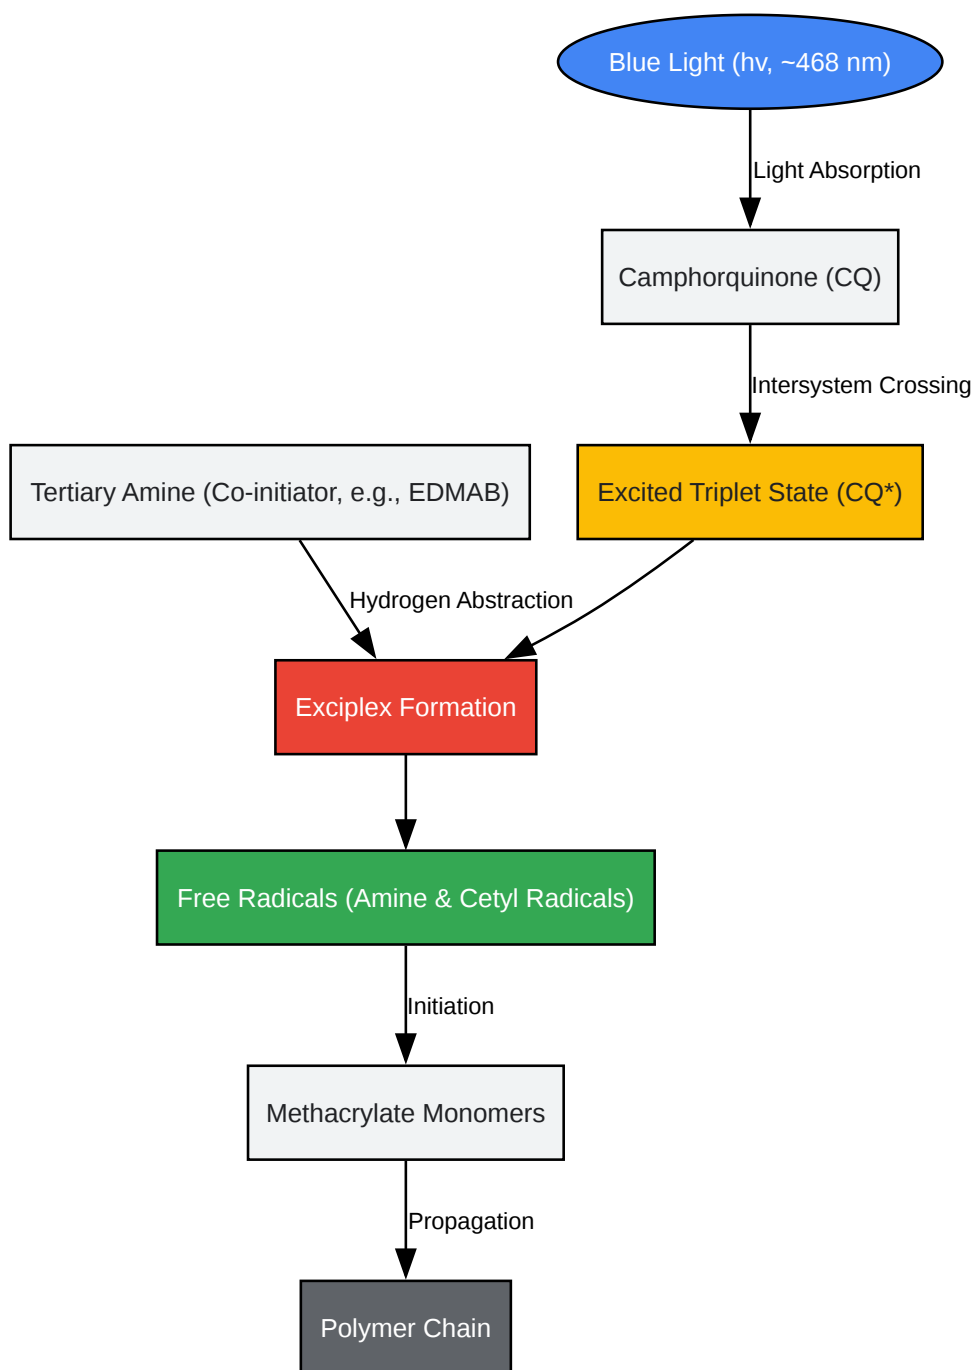 Blue Light (hv, ~468 nm)
Light Absorption
Camphorquinone (CQ)
Intersystem Crossing
Tertiary Amine (Co-initiator, e.g., EDMAB)
Excited Triplet State (CQ*)
Hydrogen Abstraction
Exciplex Formation
Free Radicals (Amine & Cetyl Radicals)
Initiation
Methacrylate Monomers
Propagation
Polymer Chain